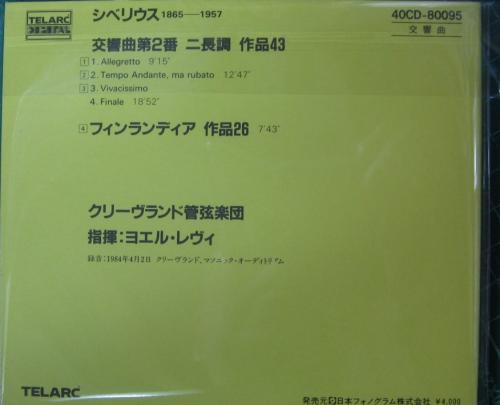 TELARC
DIGITAL
シベリウス 1865——1957
40CD-80095
交響曲
交響曲第2番 ニ長調 作品43
1 1. Allegretto 9'15"
2 2. Tempo Andante, ma rubato 12'47"
3 3. Vivacissimo
4. Finale 18'52"
4 フィンランディア 作品26 7'43"
クリーヴランド管弦楽団
指揮:ヨエル・レヴィ
録音:1984年4月2日 クリーヴランド、マソニック・オーディトリアム
TELARC
発売元 日本フォノグラム株式会社 ¥4,000